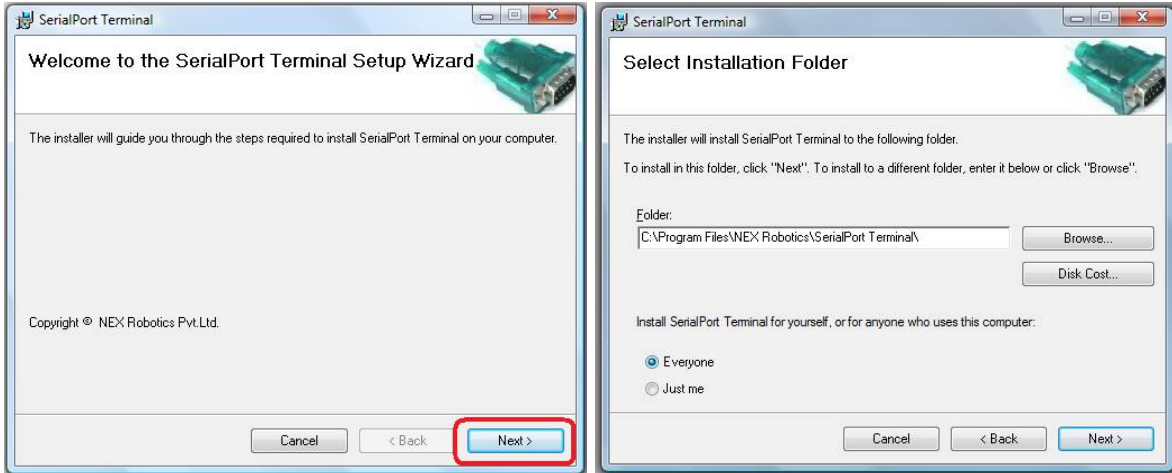 SerialPort Terminal
Welcome to the SerialPort Terminal Setup Wizard
The installer will guide you through the steps required to install SerialPort Terminal on your computer.
Copyright © NEX Robotics Pvt.Ltd.
Cancel
< Back
Next >
SerialPort Terminal
Select Installation Folder
The installer will install SerialPort Terminal to the following folder.
To install in this folder, click "Next". To install to a different folder, enter it below or click "Browse".
Folder:
C:\Program Files\NEX Robotics\SerialPort Terminal\
Browse...
Disk Cost...
Install SerialPort Terminal for yourself, or for anyone who uses this computer:
Everyone
Just me
Cancel
< Back
Next >